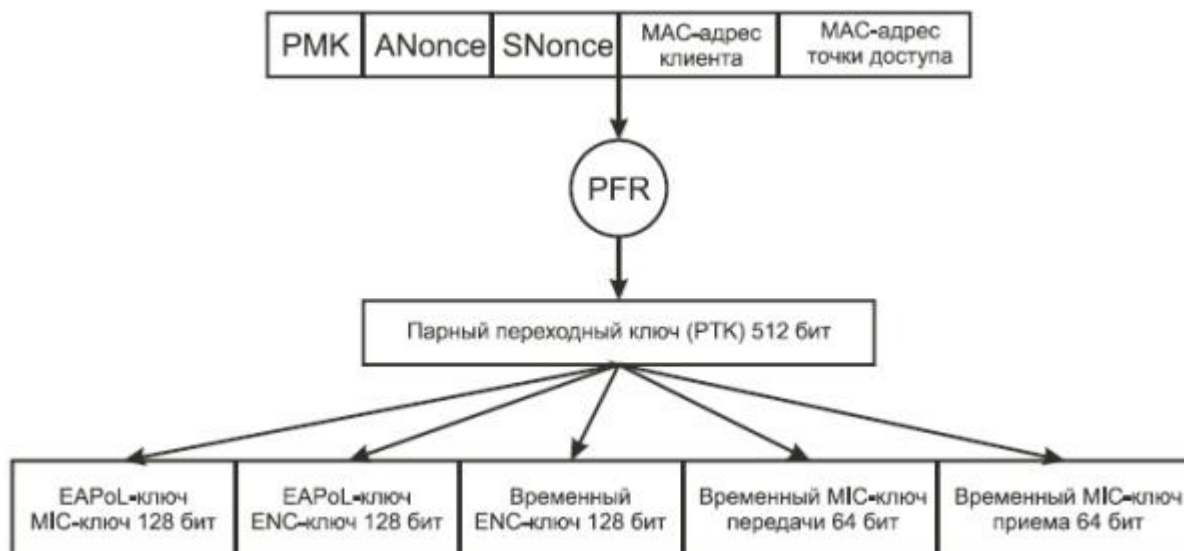 PMK
ANonce
SNonce
MAC-адрес
клиента
MAC-адрес
точки доступа
PFR
Парный переходный ключ (PTK) 512 бит
EAPoL-ключ
MIC-ключ 128 бит
EAPoL-ключ
ENC-ключ 128 бит
Временный
ENC-ключ 128 бит
Временный MIC-ключ
передачи 64 бит
Временный MIC-ключ
приема 64 бит